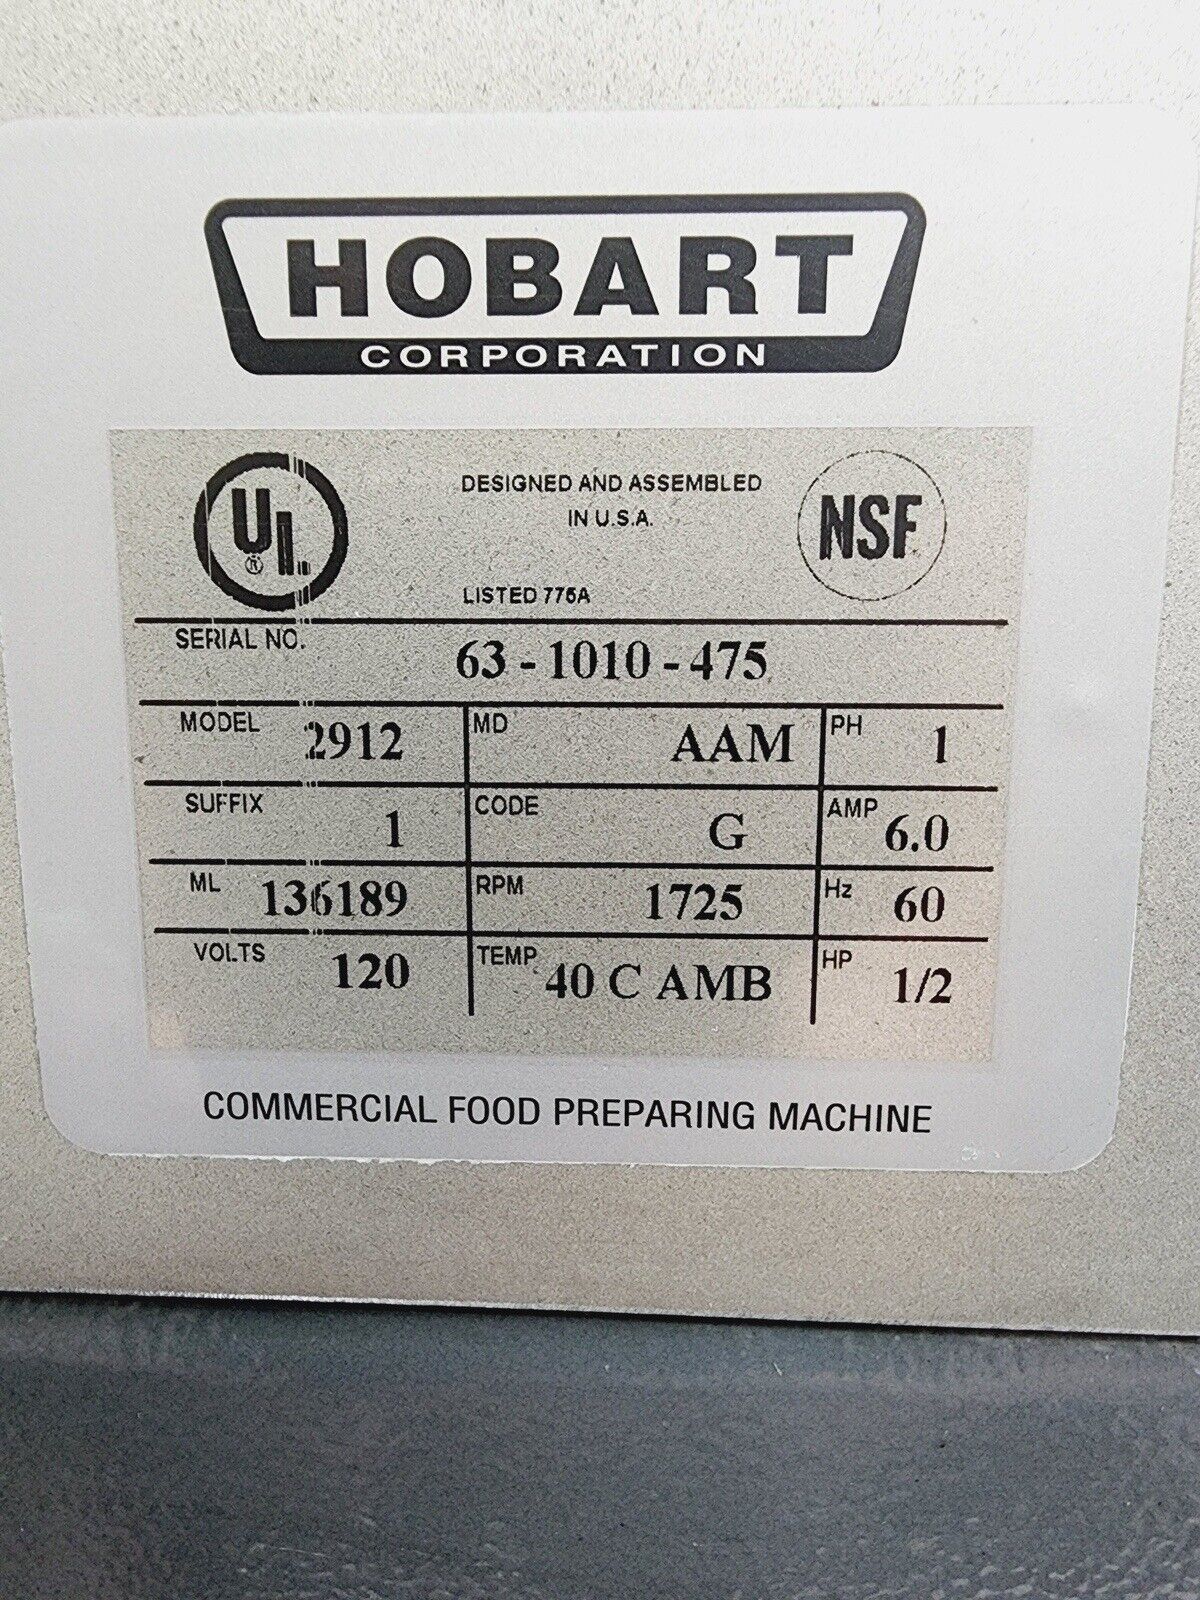 HOBART
CORPORATION
UL
®
DESIGNED AND ASSEMBLED
IN U.S.A.
NSF
LISTED 776A
SERIAL NO. 63 - 1010 - 475
MODEL 2912 MD AAM PH 1
SUFFIX 1 CODE G AMP 6.0
ML 136189 RPM 1725 Hz 60
VOLTS 120 TEMP 40 C AMB HP 1/2
COMMERCIAL FOOD PREPARING MACHINE